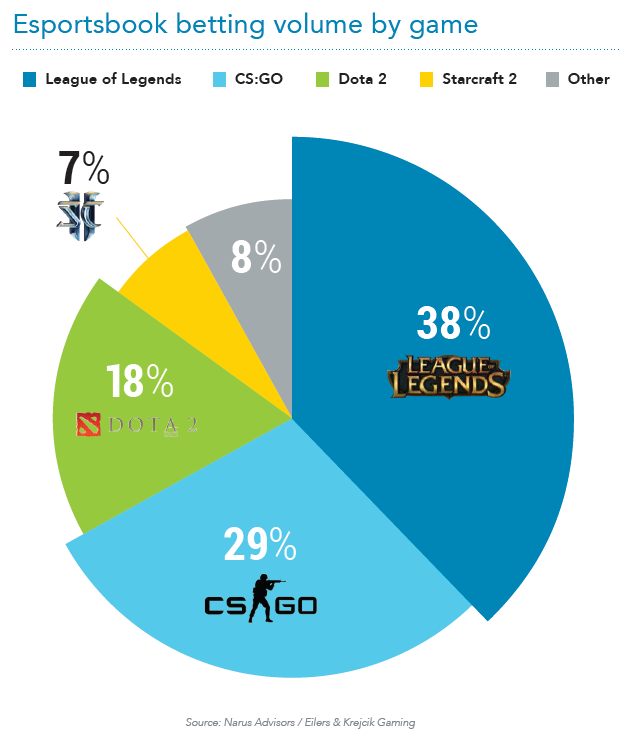 Esportsbook betting volume by game
League of Legends
CS:GO
Dota 2
Starcraft 2
Other
7%
8%
38%
LEAGUE OF
LEGENDS
18%
DOTA 2
29%
CS GO
Source: Narus Advisors / Eilers & Krejcik Gaming